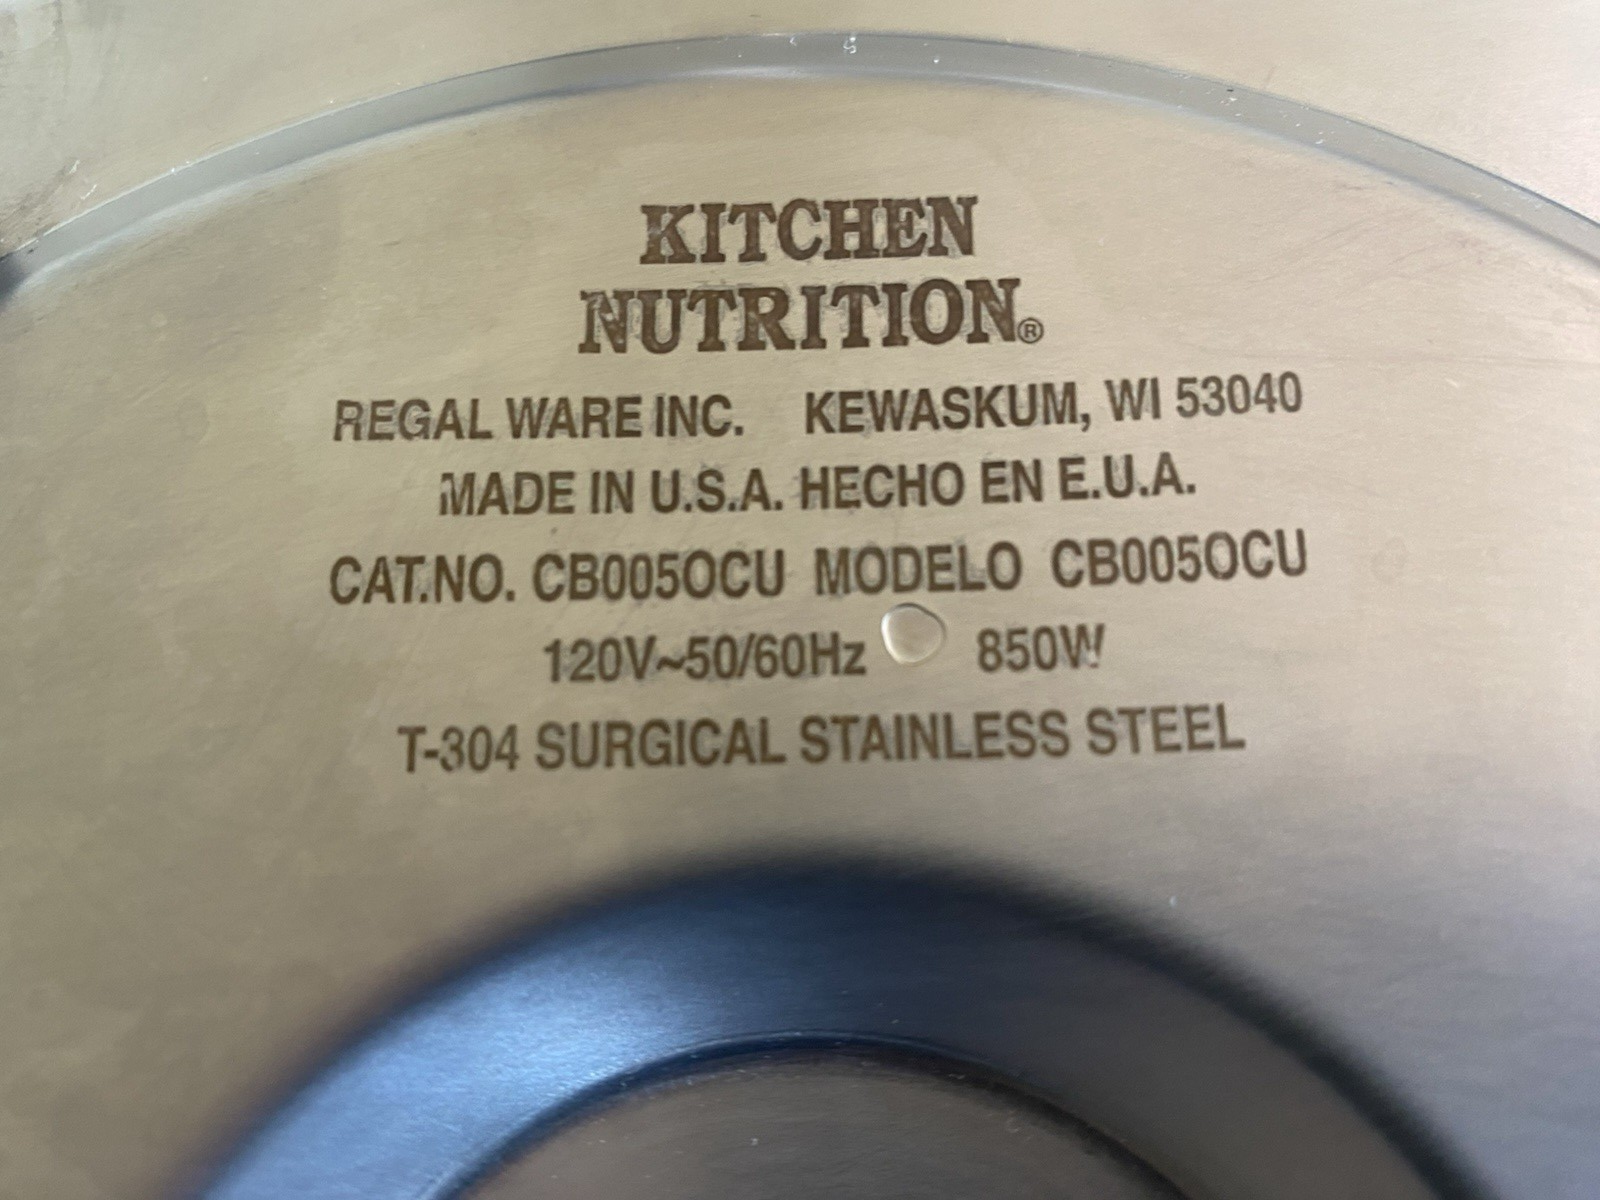 KITCHEN
NUTRITION®
REGAL WARE INC. KEWASKUM, WI 53040
MADE IN U.S.A. HECHO EN E.U.A.
CAT.NO. CB005OCU MODELO CB005OCU
120V~50/60Hz 850W
T-304 SURGICAL STAINLESS STEEL